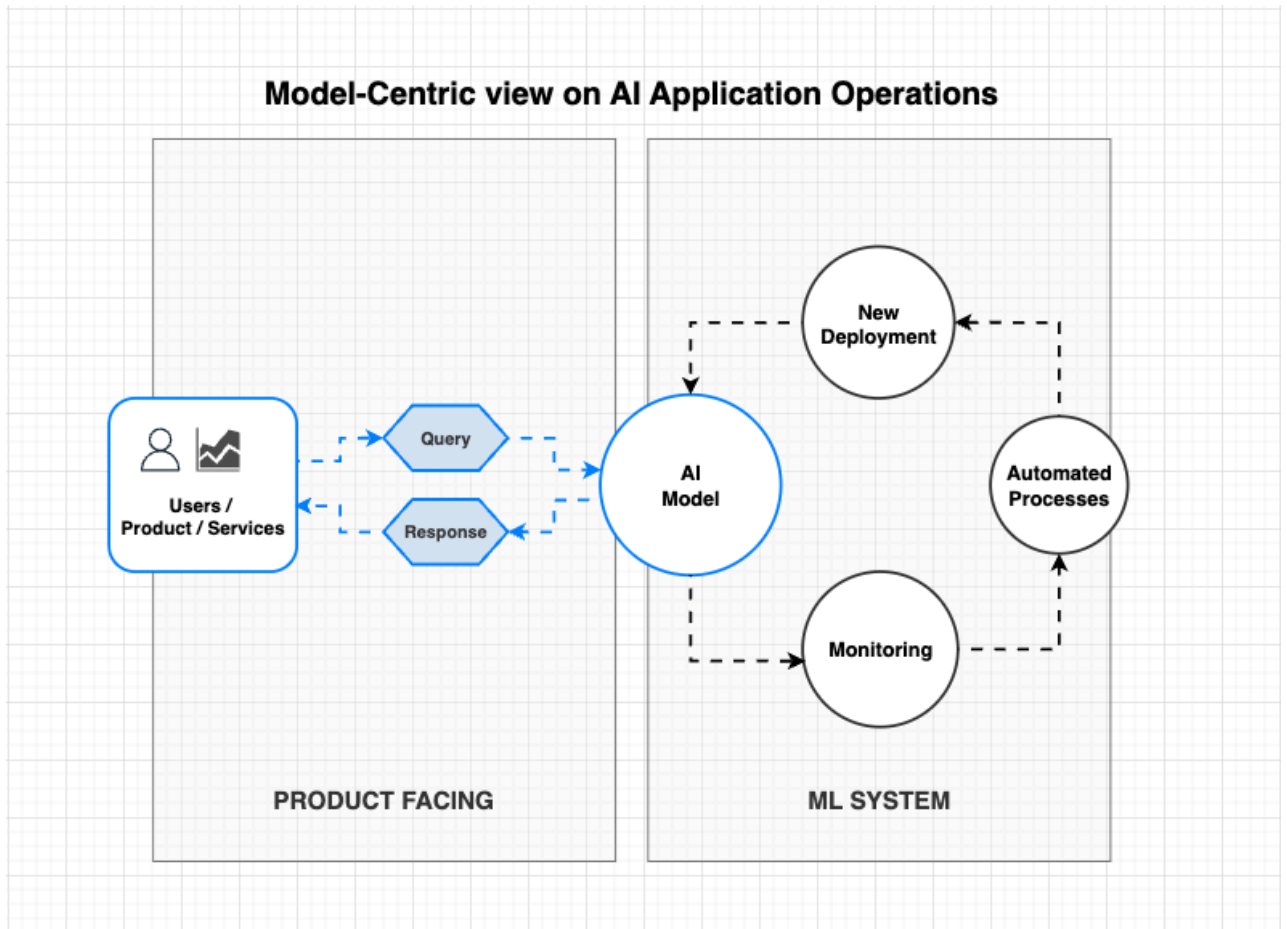 Model-Centric view on AI Application Operations
New
Deployment
Query
AI
Model
Automated
Processes
Users /
Product / Services
Response
Monitoring
PRODUCT FACING
ML SYSTEM